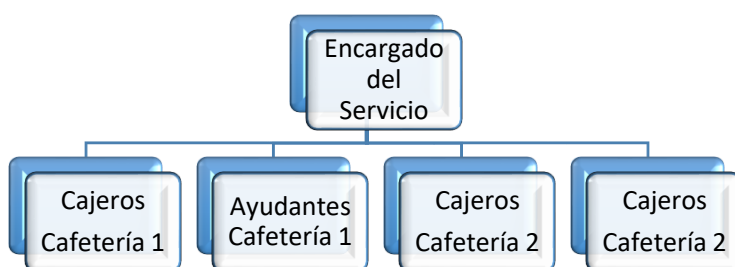 Encargado
del
Servicio
Cajeros
Cafetería 1
Ayudantes
Cafetería 1
Cajeros
Cafetería 2
Cajeros
Cafetería 2